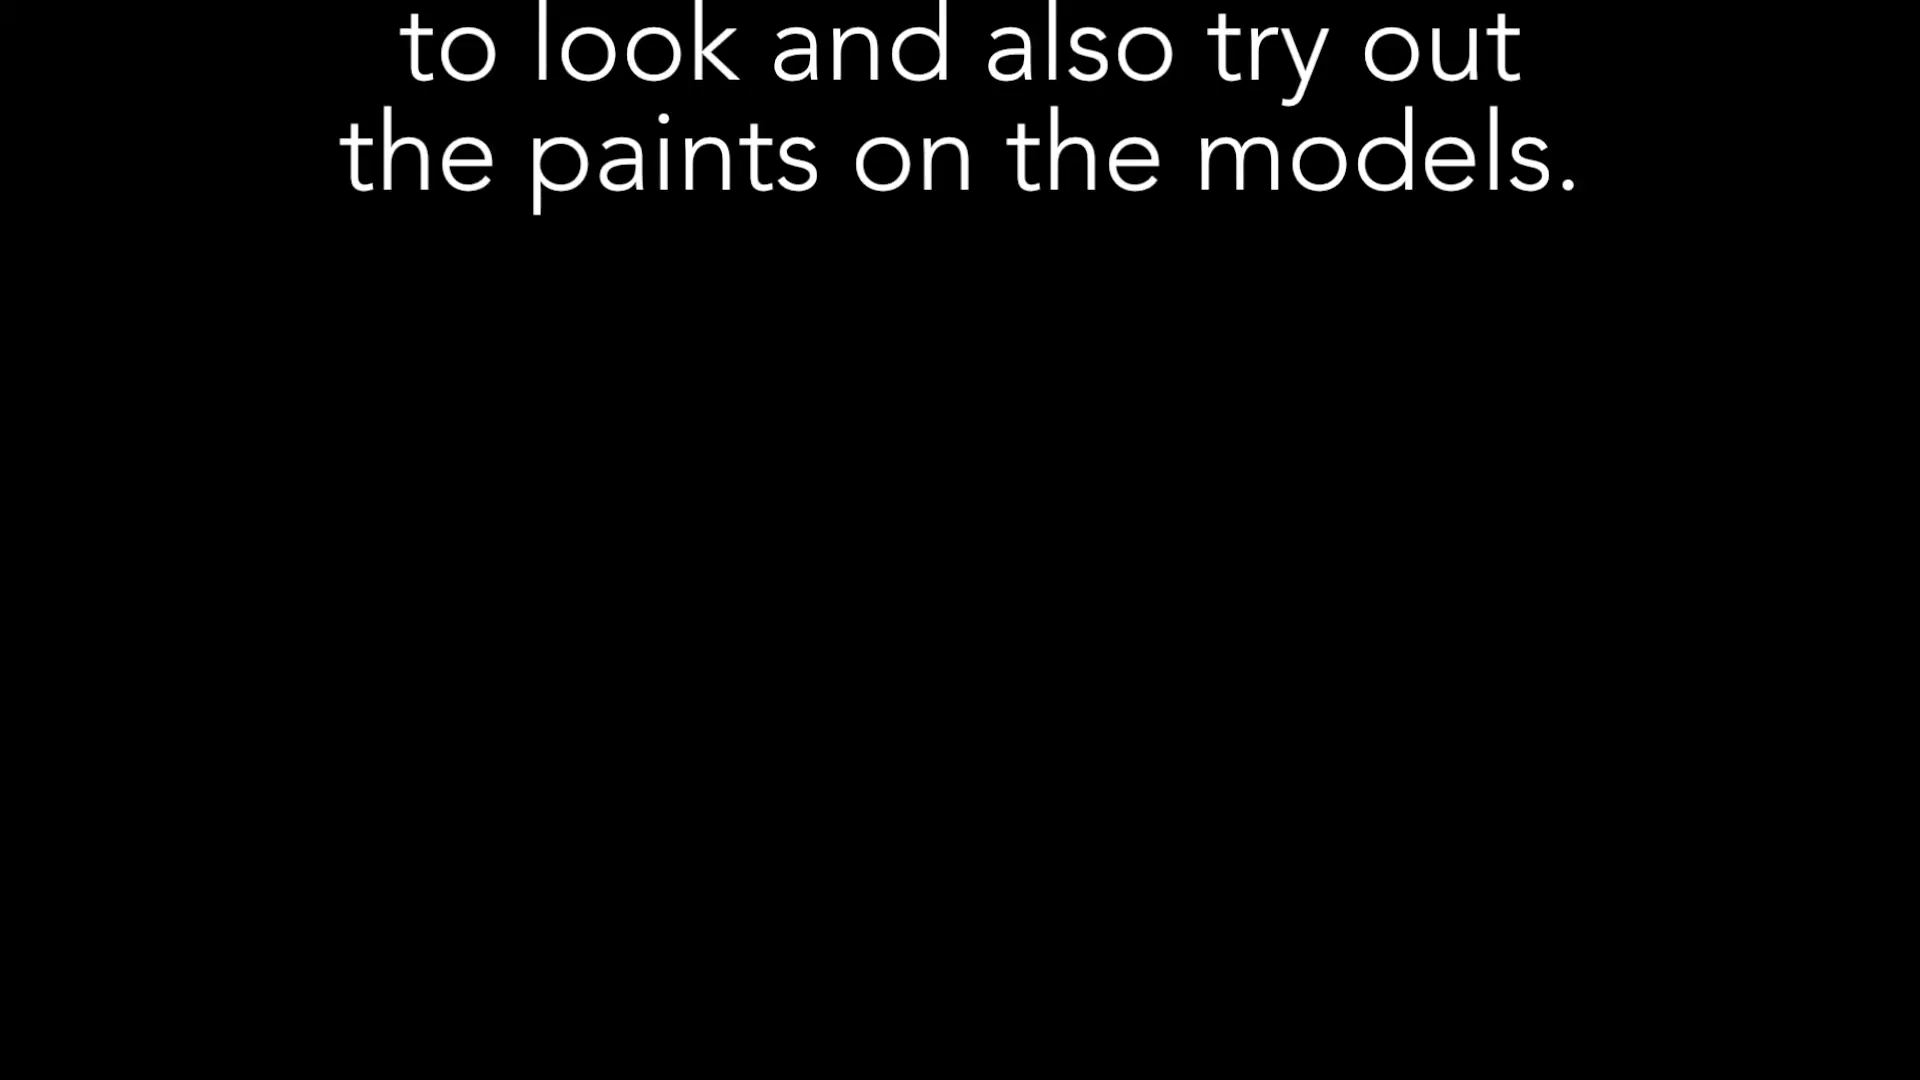 to look and also try out
the paints on the models.